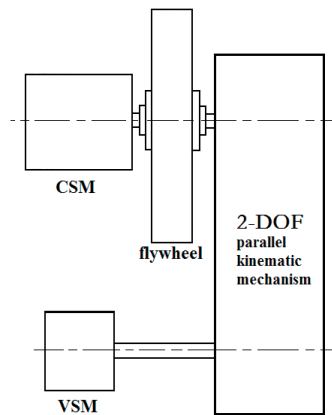 CSM
flywheel
2-DOF
parallel
kinematic
mechanism
VSM